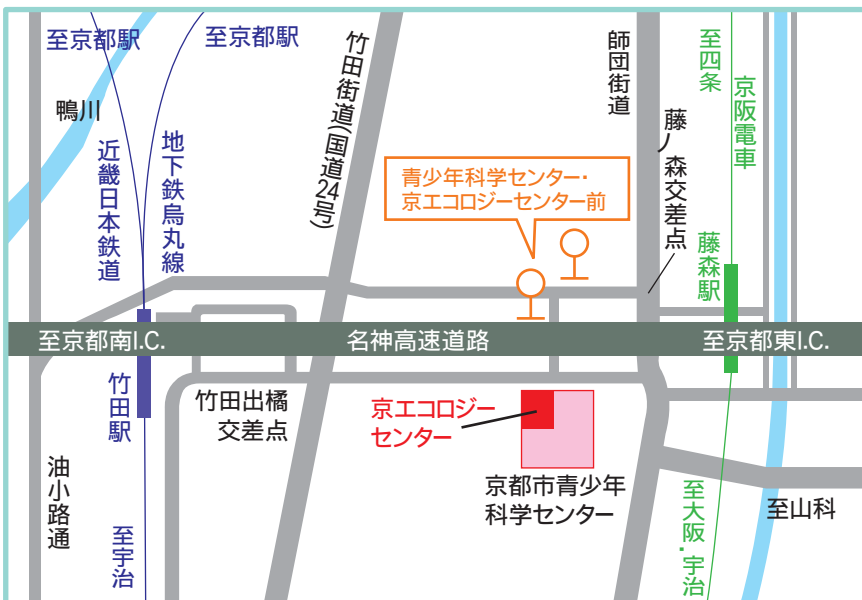 至京都駅
至京都駅
鴨川
近畿日本鉄道
地下鉄烏丸線
竹田街道(国道24号)
師団街道
至四条
京阪電車
藤ノ森交差点
藤森駅
青少年科学センター・
京エコロジーセンター前
至京都南I.C.
名神高速道路
至京都東I.C.
竹田駅
竹田出橋
交差点
京エコロジー
センター
京都市青少年
科学センター
油小路通
至宇治
至大阪・宇治
至山科